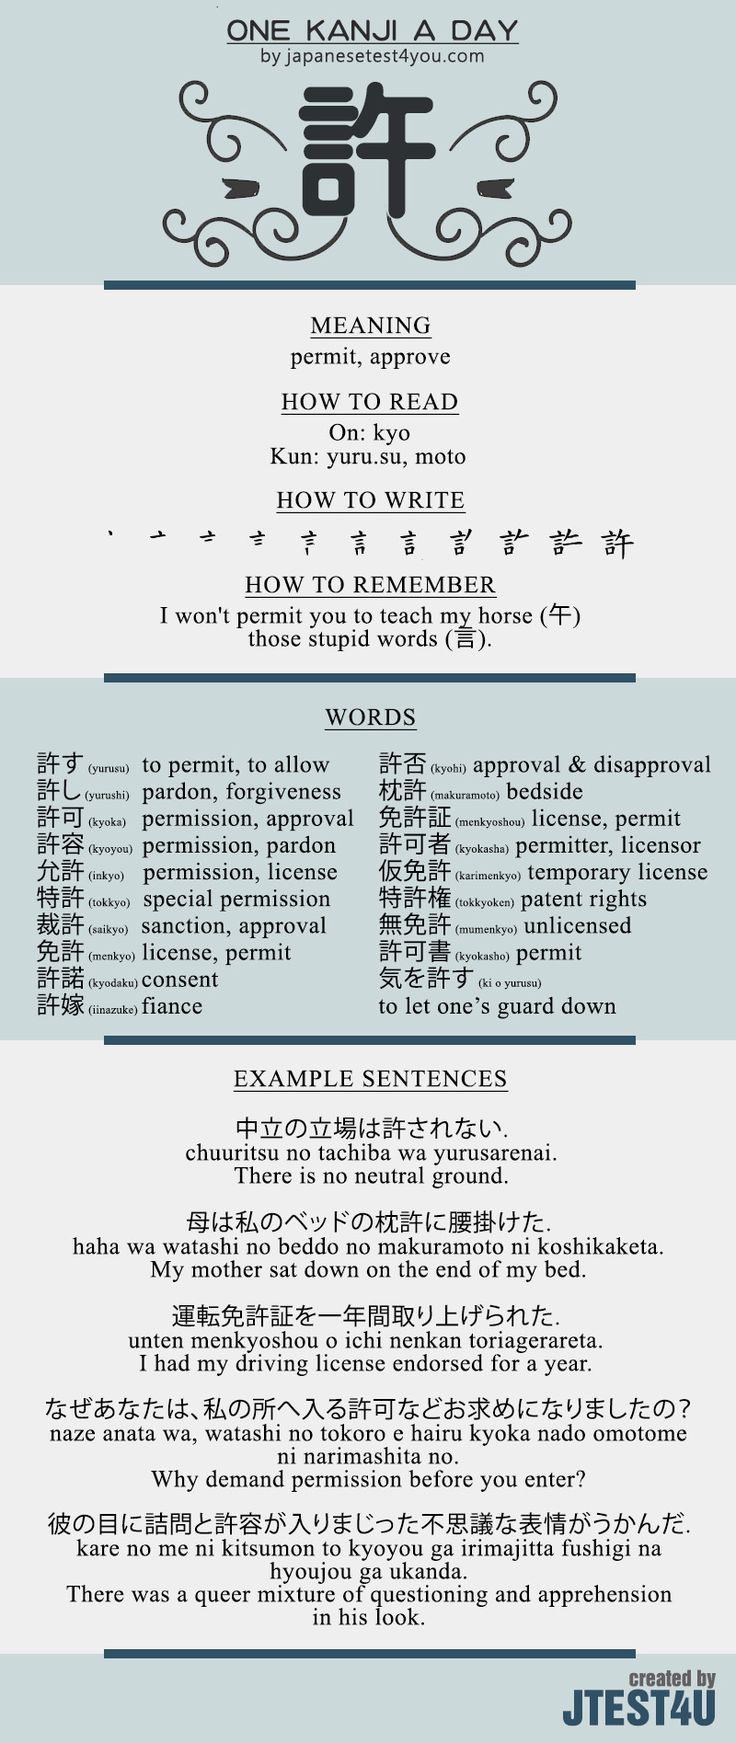 ONE KANJI A DAY
by japanesetest4you.com
許
MEANING
permit, approve
HOW TO READ
On: kyo
Kun: yuru.su, moto
HOW TO WRITE
HOW TO REMEMBER
I won't permit you to teach my horse (午)
those stupid words (言).
WORDS
許す (yurusu) to permit, to allow
許し (yurushi) pardon, forgiveness
許可 (kyoka) permission, approval
許容 (kyoyou) permission, pardon
允許 (inkyo) permission, license
特許 (tokkyo) special permission
裁許 (saikyo) sanction, approval
免許 (menkyo) license, permit
許諾 (kyodaku) consent
許嫁 (iinazuke) fiance
許否 (kyohi) approval & disapproval
枕許 (makuramoto) bedside
免許証 (menkyoshou) license, permit
許可者 (kyokasha) permitter, licensor
仮免許 (karimenkyo) temporary license
特許権 (tokkyoken) patent rights
無免許 (mumenkyo) unlicensed
許可書 (kyokasho) permit
気を許す (ki o yurusu)
to let one’s guard down
EXAMPLE SENTENCES
中立の立場は許されない.
chuuritsu no tachiba wa yurusarenai.
There is no neutral ground.
母は私のベッドの枕許に腰掛けた.
haha wa watashi no beddo no makuramoto ni koshikaketa.
My mother sat down on the end of my bed.
運転免許証を一年間取り上げられた.
unten menkyoshou o ichi nenkan toriagerareta.
I had my driving license endorsed for a year.
なぜあなたは、私の所へ入る許可などお求めになりましたの?
naze anata wa, watashi no tokoro e hairu kyoka nado omotome
ni narimashita no.
Why demand permission before you enter?
彼の目に詰問と許容が入りまじった不思議な表情がうかんだ.
kare no me ni kitsumon to kyoyou ga irimajitta fushigi na
hyoujou ga ukanda.
There was a queer mixture of questioning and apprehension
in his look.
created by
JTEST4U